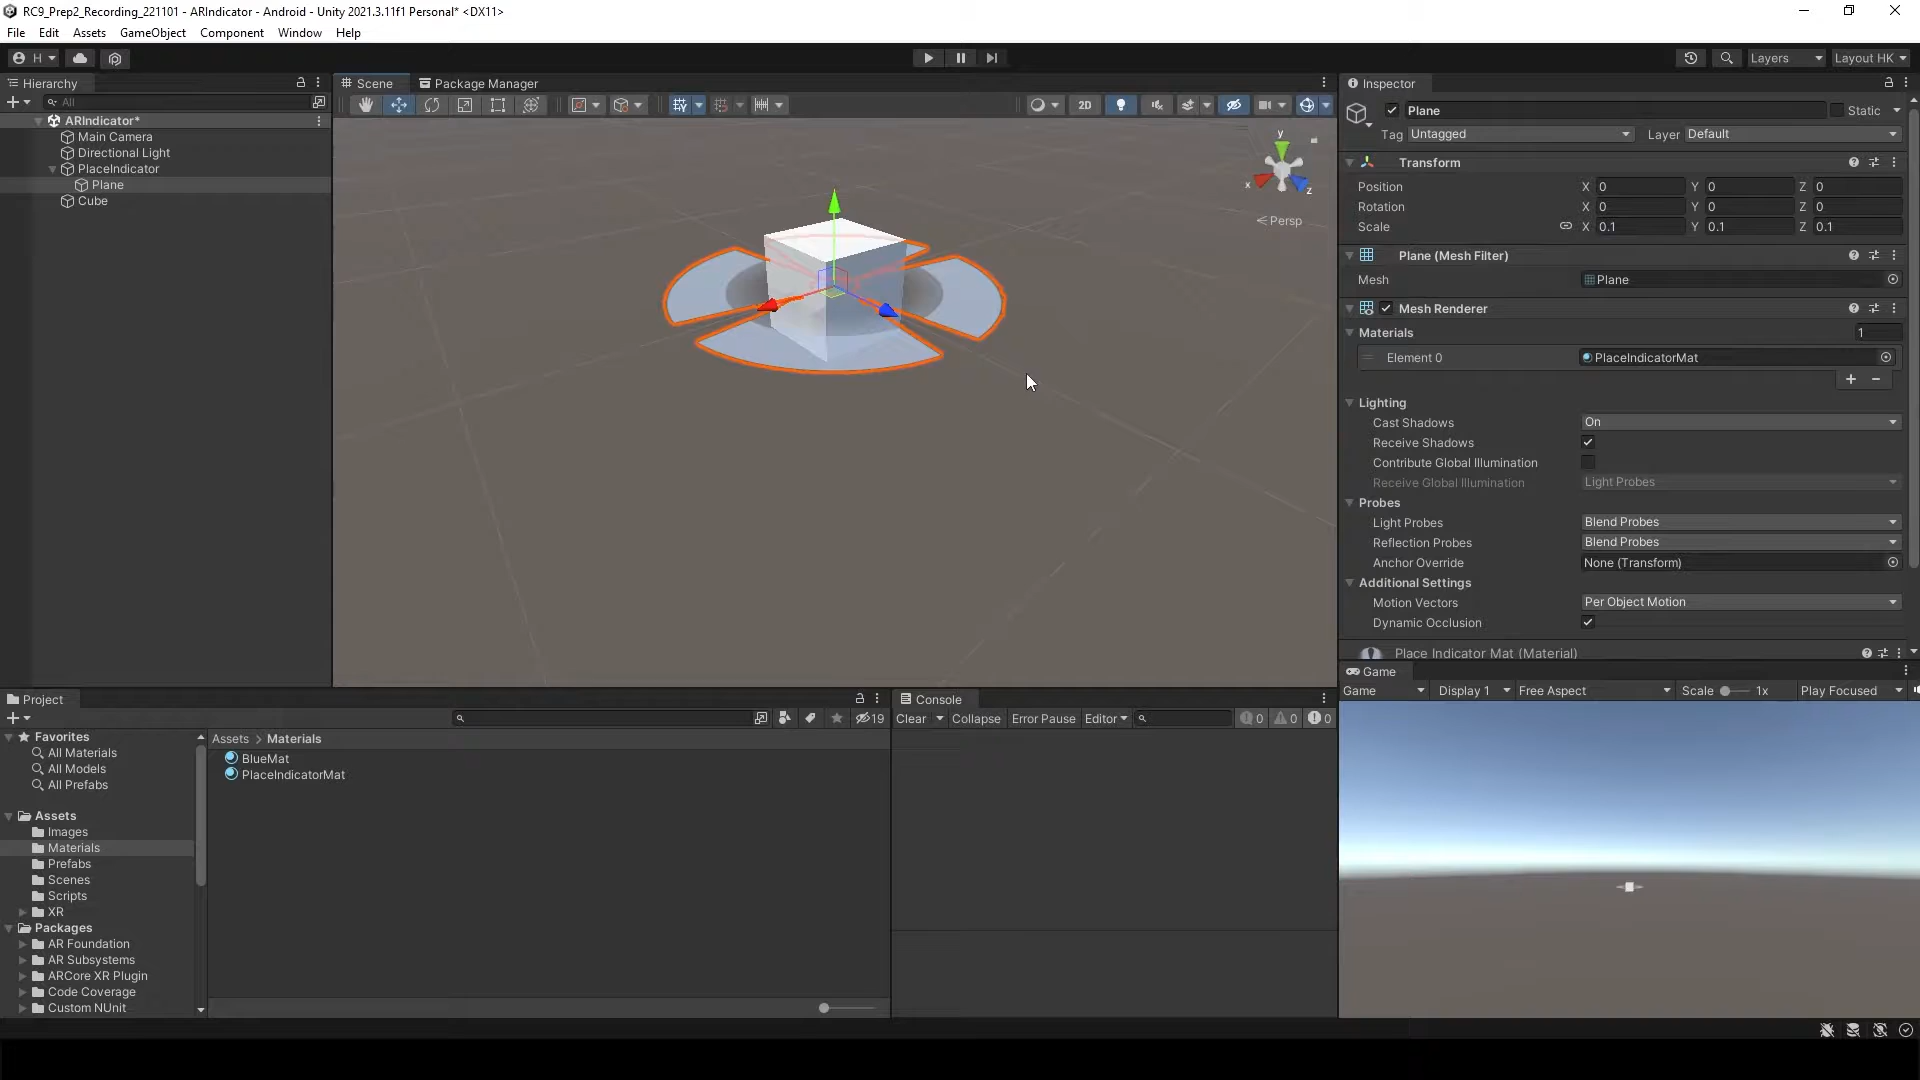 RC9_Prep2_Recording_221101 - ARIndicator - Android - Unity 2021.3.11f1 Personal* <DX11>
File Edit Assets GameObject Component Window Help
H Layers Layout HK
Hierarchy
All
ARIndicator*
Main Camera
Directional Light
PlaceIndicator
Plane
Cube
Scene Package Manager
2D
y
x
z
Persp
Inspector
Plane Static
Tag Untagged Layer Default
Transform
Position X 0 Y 0 Z 0
Rotation X 0 Y 0 Z 0
Scale X 0.1 Y 0.1 Z 0.1
Plane (Mesh Filter)
Mesh Plane
Mesh Renderer
Materials 1
Element 0 PlaceIndicatorMat
Lighting
Cast Shadows On
Receive Shadows
Contribute Global Illumination
Receive Global Illumination Light Probes
Probes
Light Probes Blend Probes
Reflection Probes Blend Probes
Anchor Override None (Transform)
Additional Settings
Motion Vectors Per Object Motion
Dynamic Occlusion
Place Indicator Mat (Material)
Game
Game Display 1 Free Aspect Scale 1x Play Focused
Project
19
Favorites
All Materials
All Models
All Prefabs
Assets
Images
Materials
Prefabs
Scenes
Scripts
XR
Packages
AR Foundation
AR Subsystems
ARCore XR Plugin
Code Coverage
Custom NUnit
Assets > Materials
BlueMat
PlaceIndicatorMat
Console
Clear Collapse Error Pause Editor 0 0 0